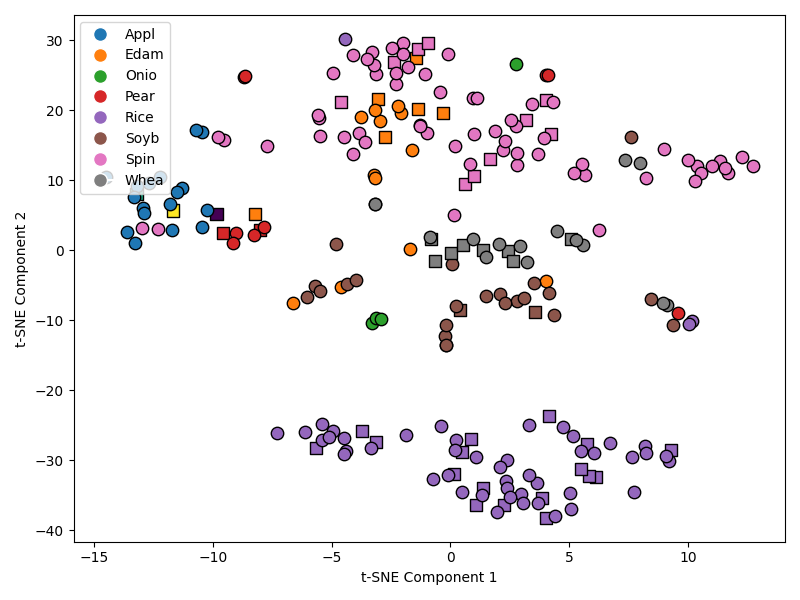 Appl
Edam
Onio
Pear
Rice
Soyb
Spin
Whea
30
20
10
0
−10
−20
−30
−40
t-SNE Component 2
−15
−10
−5
0
5
10
t-SNE Component 1